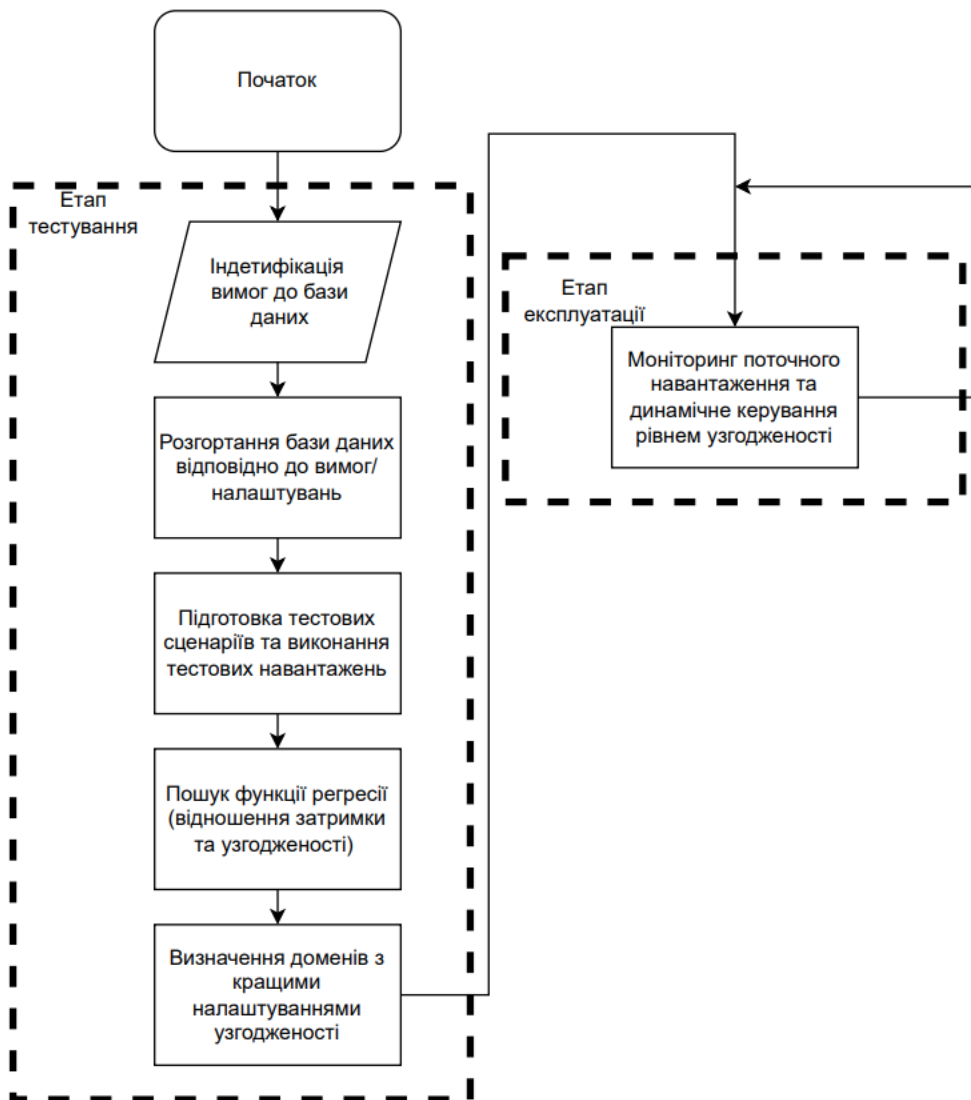 Початок
Етап
тестування
Індетифікація
вимог до бази
даних
Розгортання бази даних
відповідно до вимог/
налаштувань
Підготовка тестових
сценаріїв та виконання
тестових навантажень
Пошук функції регресії
(відношення затримки
та узгодженості)
Визначення доменів з
кращими
налаштуваннями
узгодженості
Етап
експлуатації
Моніторинг поточного
навантаження та
динамічне керування
рівнем узгодженості